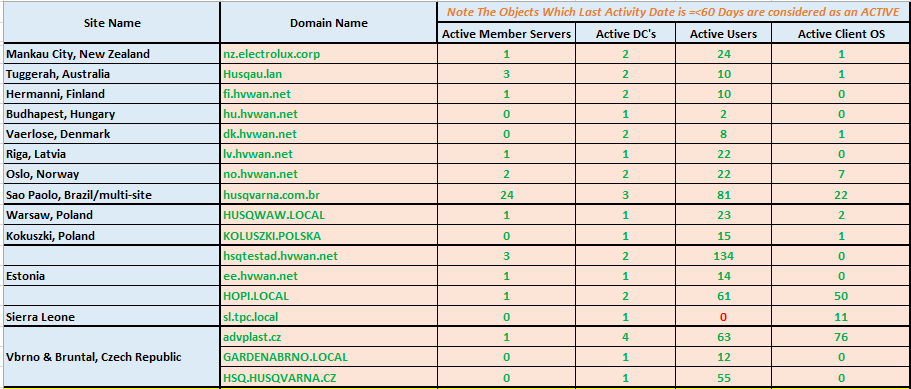 Site Name Domain Name Note The Objects Which Last Activity Date is =<60 Days are considered as an ACTIVE
Active Member Servers Active DC's Active Users Active Client OS
Mankau City, New Zealand nz.electrolux.corp 1 2 24 1
Tuggerah, Australia Husqau.lan 3 2 10 1
Hermanni, Finland fi.hvwan.net 1 2 10 0
Budhapest, Hungary hu.hvwan.net 0 1 2 0
Vaerlose, Denmark dk.hvwan.net 0 2 8 1
Riga, Latvia lv.hvwan.net 1 1 22 0
Oslo, Norway no.hvwan.net 2 2 22 7
Sao Paolo, Brazil/multi-site husqvarna.com.br 24 3 81 22
Warsaw, Poland HUSQWAW.LOCAL 1 1 23 2
Kokuszki, Poland KOLUSZKI.POLSKA 0 1 15 1
hsqtestad.hvwan.net 3 2 134 0
Estonia ee.hvwan.net 1 1 14 0
HOPI.LOCAL 1 2 61 50
Sierra Leone sl.tpc.local 0 1 0 11
Vbrno & Bruntal, Czech Republic advplast.cz 1 4 63 76
GARDENABRNO.LOCAL 0 1 12 0
HSQ.HUSQVARNA.CZ 0 1 55 0